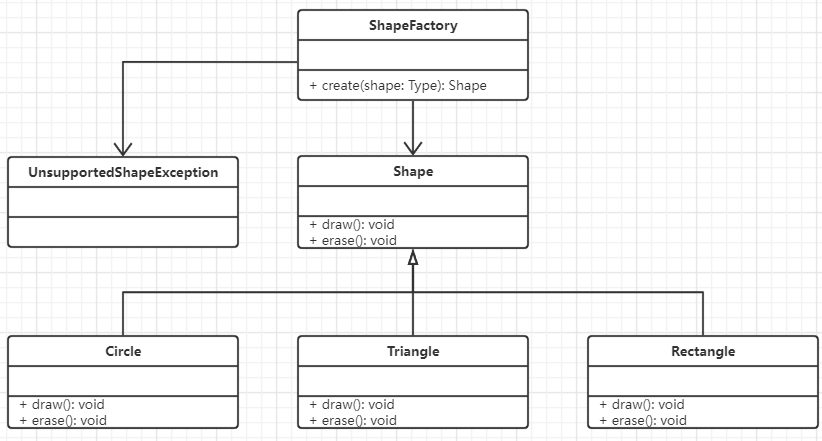 ShapeFactory
+ create(shape: Type): Shape
UnsupportedShapeException
Shape
+ draw(): void
+ erase(): void
Circle
+ draw(): void
+ erase(): void
Triangle
+ draw(): void
+ erase(): void
Rectangle
+ draw(): void
+ erase(): void